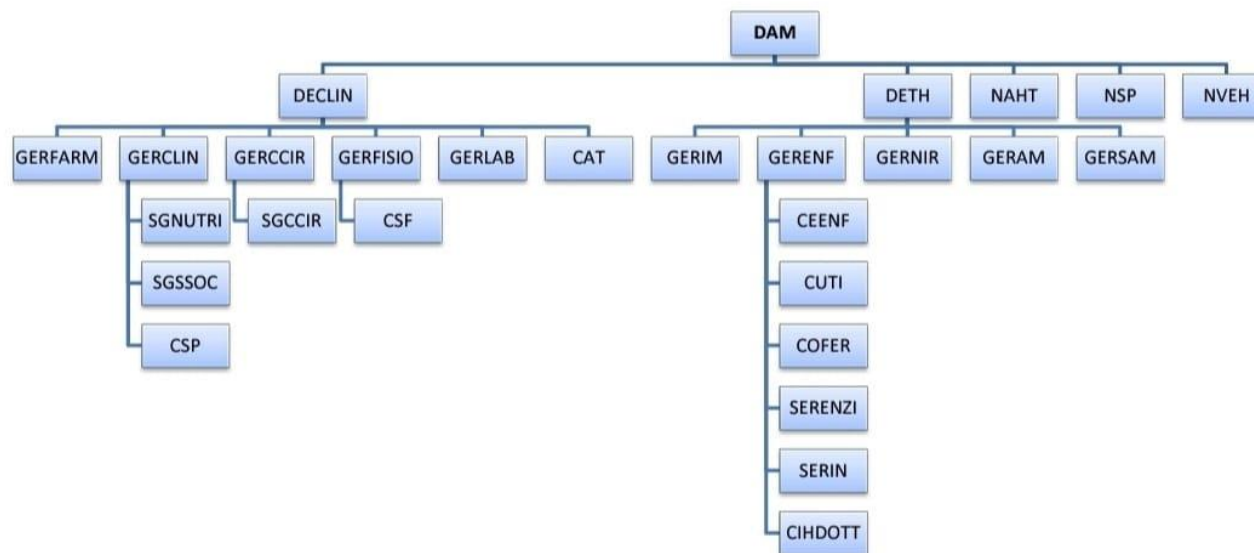 DAM
DECLIN DETH NAHT NSP NVEH
GERFARM GERCLIN GERCCIR GERFISIO GERLAB CAT GERIM GERENF GERNIR GERAM GERSAM
SGNUTRI SGCCIR CSF CEENF
SGSSOC CUTI
CSP COFER
SERENZI
SERIN
CIHDOTT